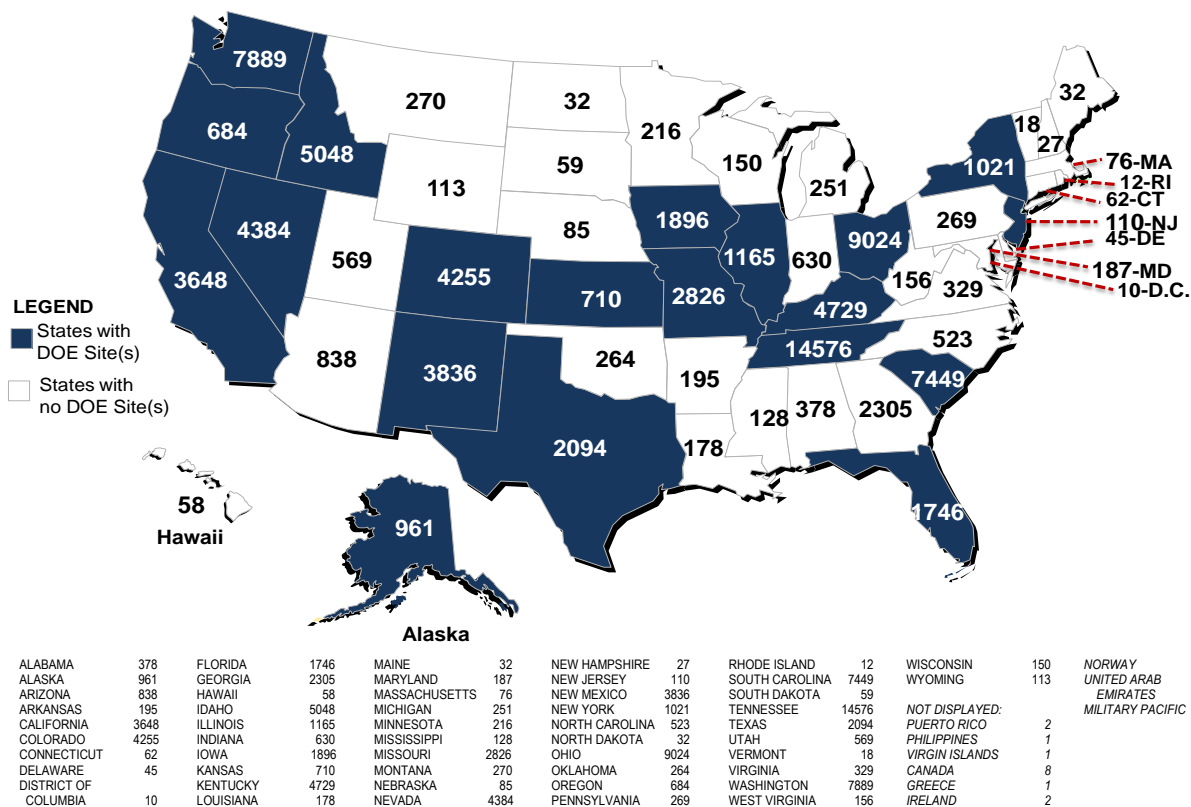 7889
684
5048
270
113
32
59
85
216
150
251
1896
1165
630
9024
269
1021
18
27
32
76-MA
12-RI
62-CT
110-NJ
45-DE
187-MD
10-D.C.
4384
3648
569
4255
710
2826
4729
156
329
14576
523
7449
838
3836
264
195
128
378
2305
2094
178
1746
LEGEND
States with
DOE Site(s)
States with
no DOE Site(s)
58
Hawaii
961
Alaska
ALABAMA 378 FLORIDA 1746 MAINE 32 NEW HAMPSHIRE 27 RHODE ISLAND 12 WISCONSIN 150 NORWAY
ALASKA 961 GEORGIA 2305 MARYLAND 187 NEW JERSEY 110 SOUTH CAROLINA 7449 WYOMING 113 UNITED ARAB
ARIZONA 838 HAWAII 58 MASSACHUSETTS 76 NEW MEXICO 3836 SOUTH DAKOTA 59 EMIRATES
ARKANSAS 195 IDAHO 5048 MICHIGAN 251 NEW YORK 1021 TENNESSEE 14576 NOT DISPLAYED: MILITARY PACIFIC
CALIFORNIA 3648 ILLINOIS 1165 MINNESOTA 216 NORTH CAROLINA 523 TEXAS 2094 PUERTO RICO 2
COLORADO 4255 INDIANA 630 MISSISSIPPI 128 NORTH DAKOTA 32 UTAH 569 PHILIPPINES 1
CONNECTICUT 62 IOWA 1896 MISSOURI 2826 OHIO 9024 VERMONT 18 VIRGIN ISLANDS 1
DELAWARE 45 KANSAS 710 MONTANA 270 OKLAHOMA 264 VIRGINIA 329 CANADA 8
DISTRICT OF KENTUCKY 4729 NEBRASKA 85 OREGON 684 WASHINGTON 7889 GREECE 1
COLUMBIA 10 LOUISIANA 178 NEVADA 4384 PENNSYLVANIA 269 WEST VIRGINIA 156 IRELAND 2